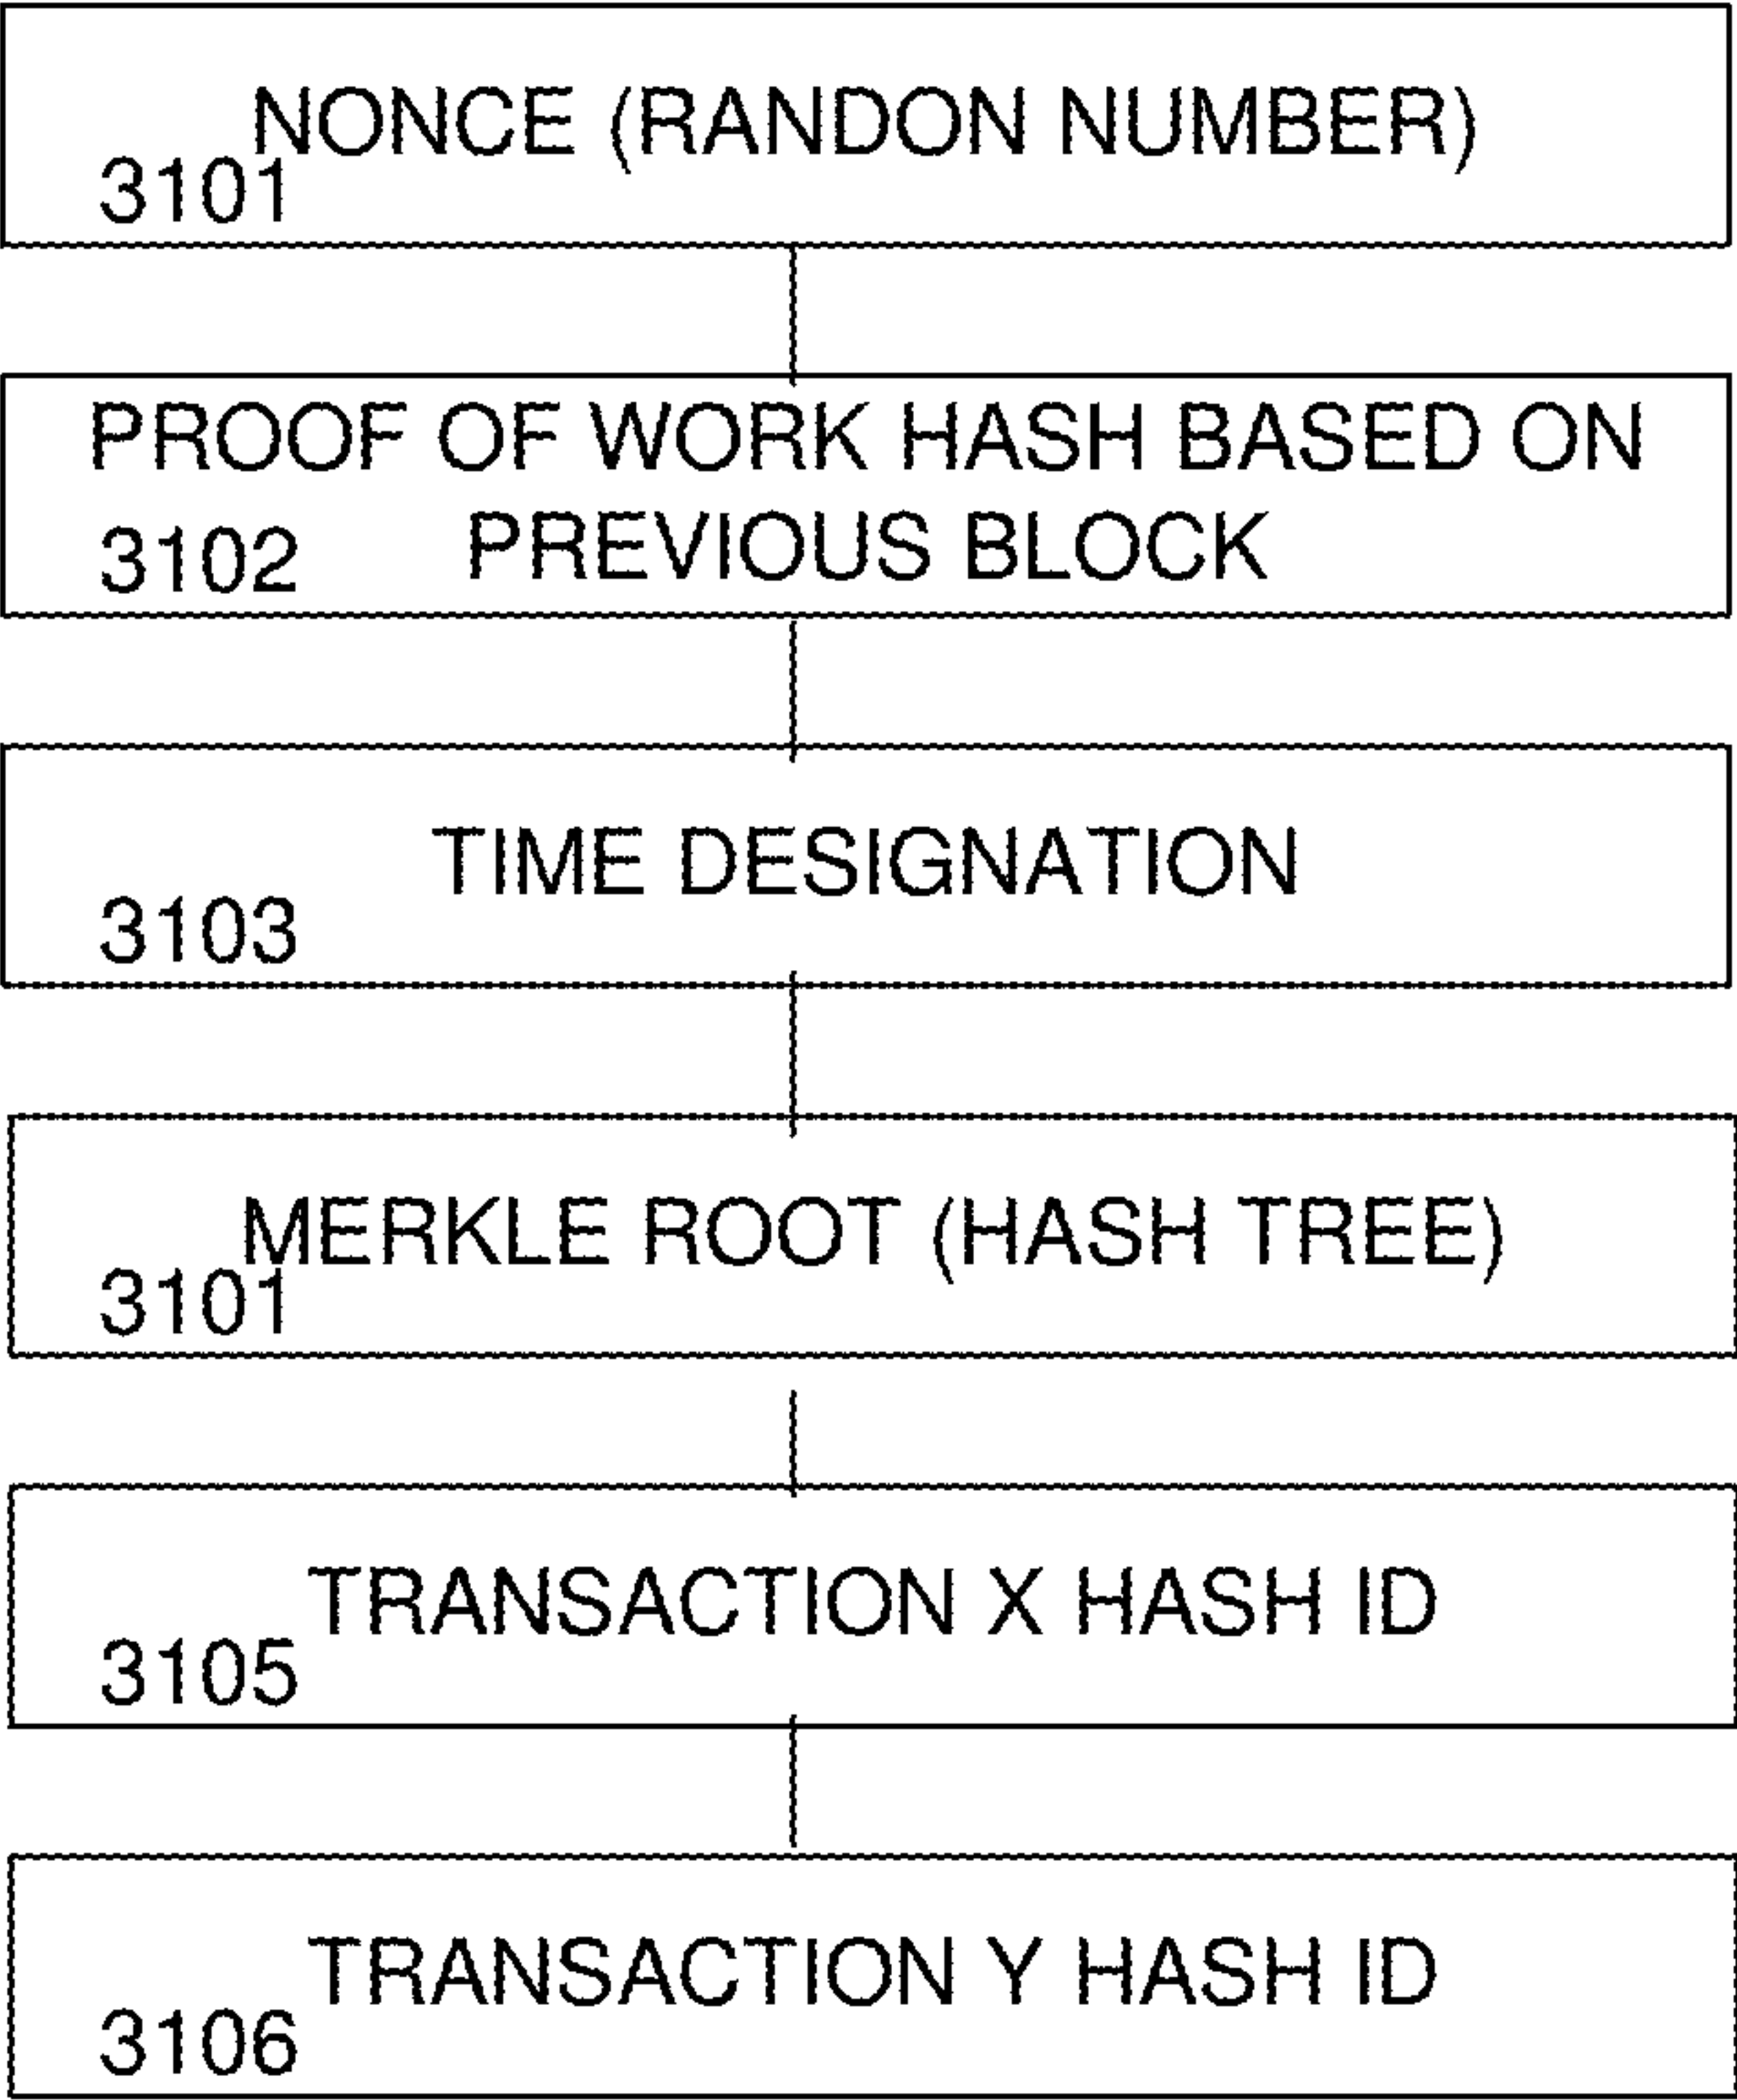 NONCE (RANDON NUMBER)
3101
PROOF OF WORK HASH BASED ON
PREVIOUS BLOCK
3102
TIME DESIGNATION
3103
MERKLE ROOT (HASH TREE)
3101
TRANSACTION X HASH ID
3105
TRANSACTION Y HASH ID
3106